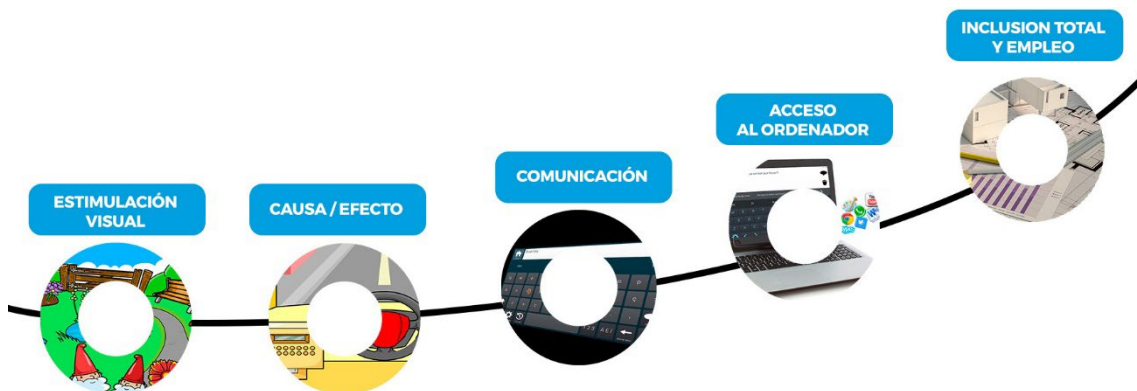 ESTIMULACIÓN
VISUAL
CAUSA / EFECTO
COMUNICACIÓN
ACCESO
AL ORDENADOR
INCLUSION TOTAL
Y EMPLEO